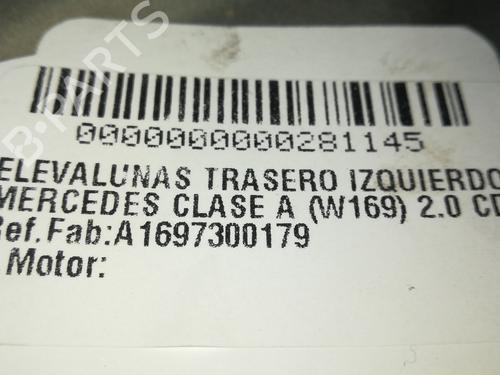 B-PARTS
0000000000281145
ELEVALUNAS TRASERO IZQUIERDO
MERCEDES CLASE A (W169) 2.0 CD
Ref.Fab:A1697300179
Motor: